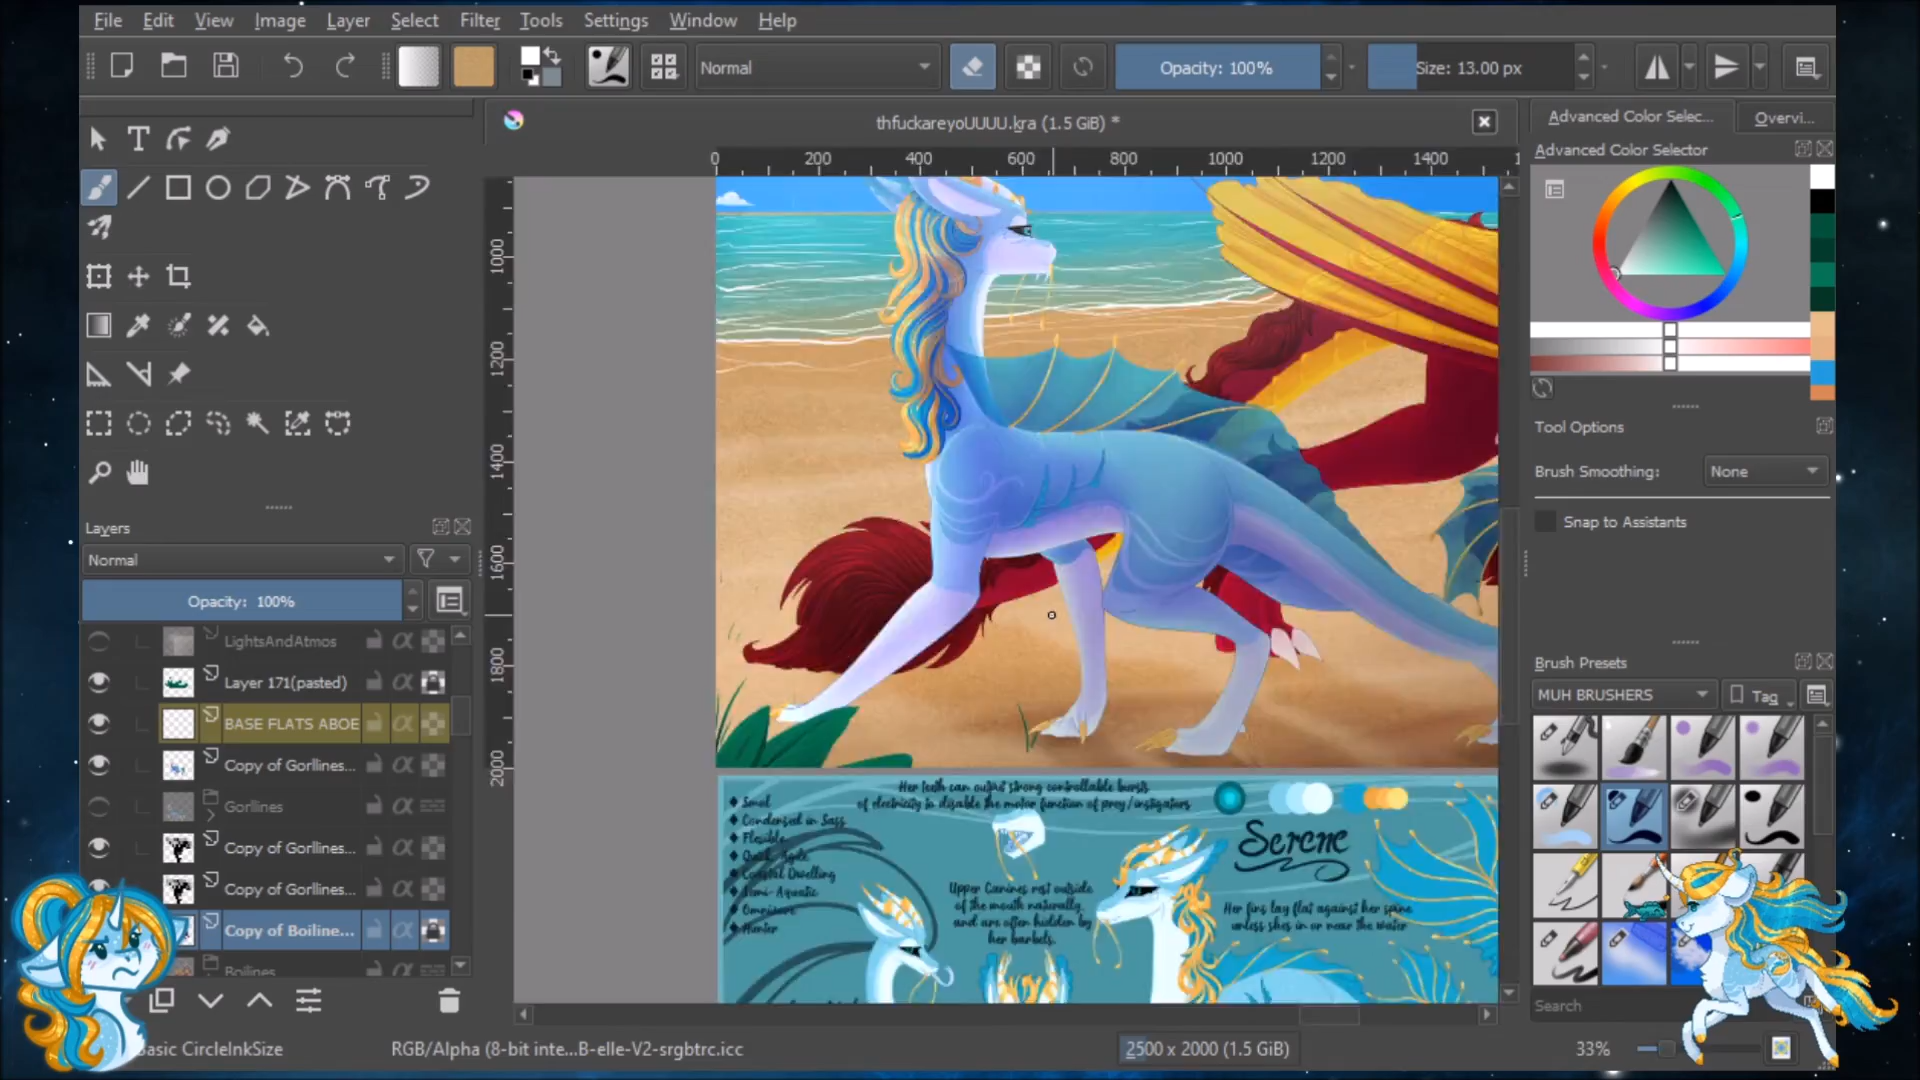 File Edit View Image Layer Select Filter Tools Settings Window Help
Normal
Opacity: 100%
Size: 13.00 px
thfuckareyoUUUU.kra (1.5 GiB) *
Advanced Color Selec...
Overvi...
Advanced Color Selector
0 200 400 600 800 1000 1200 1400 1
1000
1200
1400
1600
1800
2000
Tool Options
Brush Smoothing: None
Snap to Assistants
Layers
Normal
Opacity: 100%
LightsAndAtmos
Layer 171(pasted)
BASE FLATS ABOE
Copy of Gorllines...
Gorllines
Copy of Gorllines...
Copy of Gorllines...
Copy of Boiline...
Boilines
Brush Presets
MUH BRUSHERS
Tag
Search
Her teeth can output strong controllable bursts
of electricity to disable the motor function of prey/instigators
Smol
Condensed in Sass
Flexible
Quick, Agile
Coastal Dwelling
Semi-Aquatic
Omnivore
Hunter
Upper Canines rest outside
of the mouth naturally,
and are often hidden by
her barbels.
Serene
Her fins lay flat against her spine
unless shes in or near the water
Basic CircleInkSize
RGB/Alpha (8-bit inte...B-elle-V2-srgbtrc.icc
2500 x 2000 (1.5 GiB)
33%